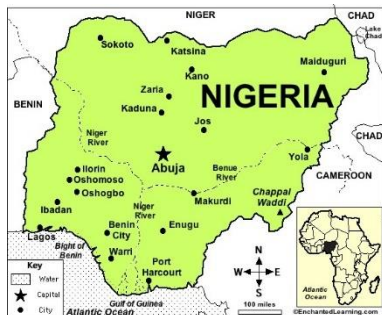 NIGER
CHAD
Lake
Chad
Sokoto
Katsina
Kano
Maiduguri
Zaria
Kaduna
NIGERIA
BENIN
Jos
Niger
River
Abuja
Yola
CHAD
Benue
River
CAMEROON
Ilorin
Oshomoso
Oshogbo
Makurdi
Chappal
Waddi
Niger
River
Ibadan
Benin
City
Enugu
Lagos
Bight of
Benin
Warri
Port
Harcourt
Key
Water
Capital
City
Gulf of Guinea
Atlantic Ocean
N
W E
S
100 miles
Atlantic
Ocean
©EnchantedLearning.com